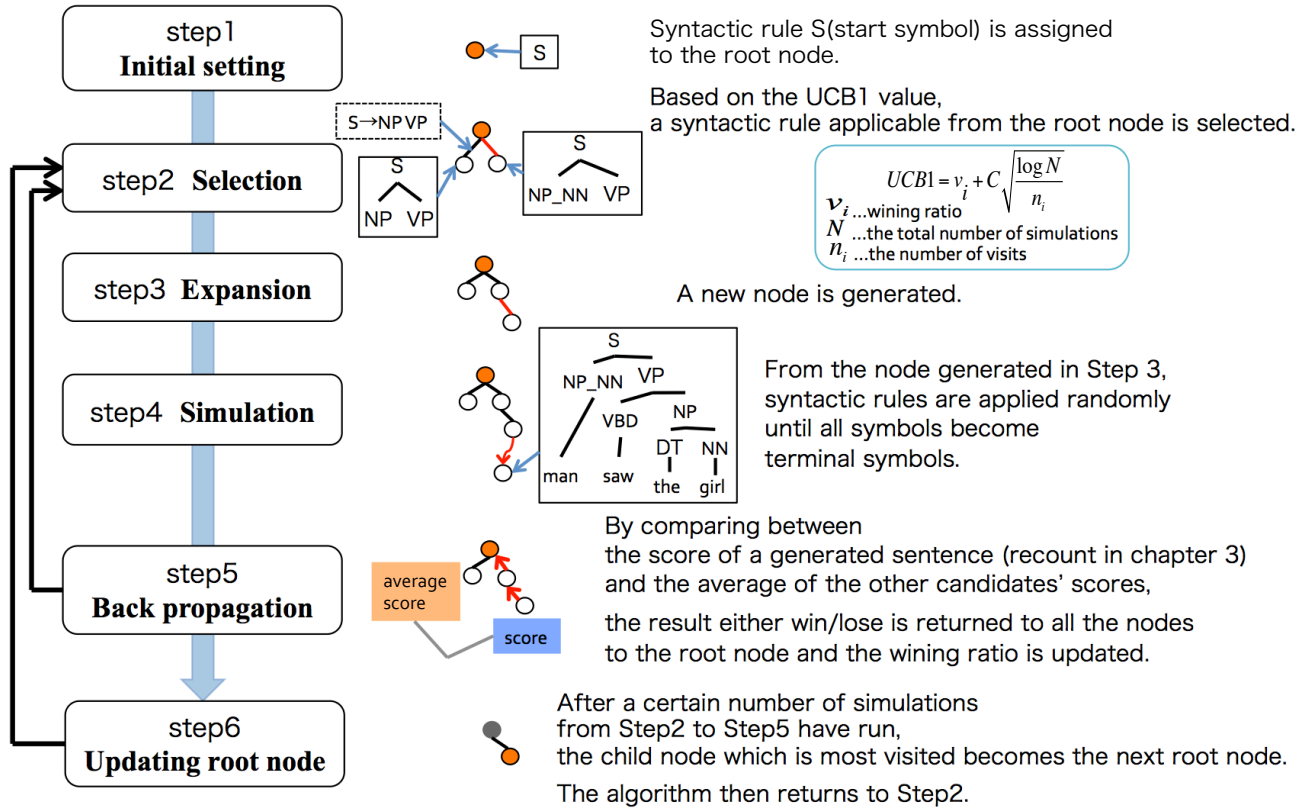 step1
Initial setting
S
Syntactic rule S(start symbol) is assigned
to the root node.
step2 Selection
S→NP VP
S
NP VP
S
NP_NN VP
Based on the UCB1 value,
a syntactic rule applicable from the root node is selected.
UCB1 = v_i + C√(log N / n_i)
v_i ...wining ratio
N ...the total number of simulations
n_i ...the number of visits
step3 Expansion
A new node is generated.
step4 Simulation
S
NP_NN VP
VBD NP
DT NN
man saw the girl
From the node generated in Step 3,
syntactic rules are applied randomly
until all symbols become
terminal symbols.
step5
Back propagation
average
score
score
By comparing between
the score of a generated sentence (recount in chapter 3)
and the average of the other candidates' scores,
the result either win/lose is returned to all the nodes
to the root node and the wining ratio is updated.
step6
Updating root node
After a certain number of simulations
from Step2 to Step5 have run,
the child node which is most visited becomes the next root node.
The algorithm then returns to Step2.